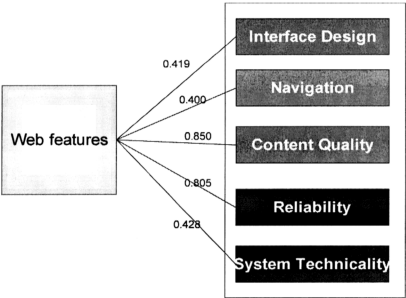 Interface Design
0.419
Navigation
0.400
Web features
0.850
Content Quality
0.805
Reliability
0.428
System Technicality